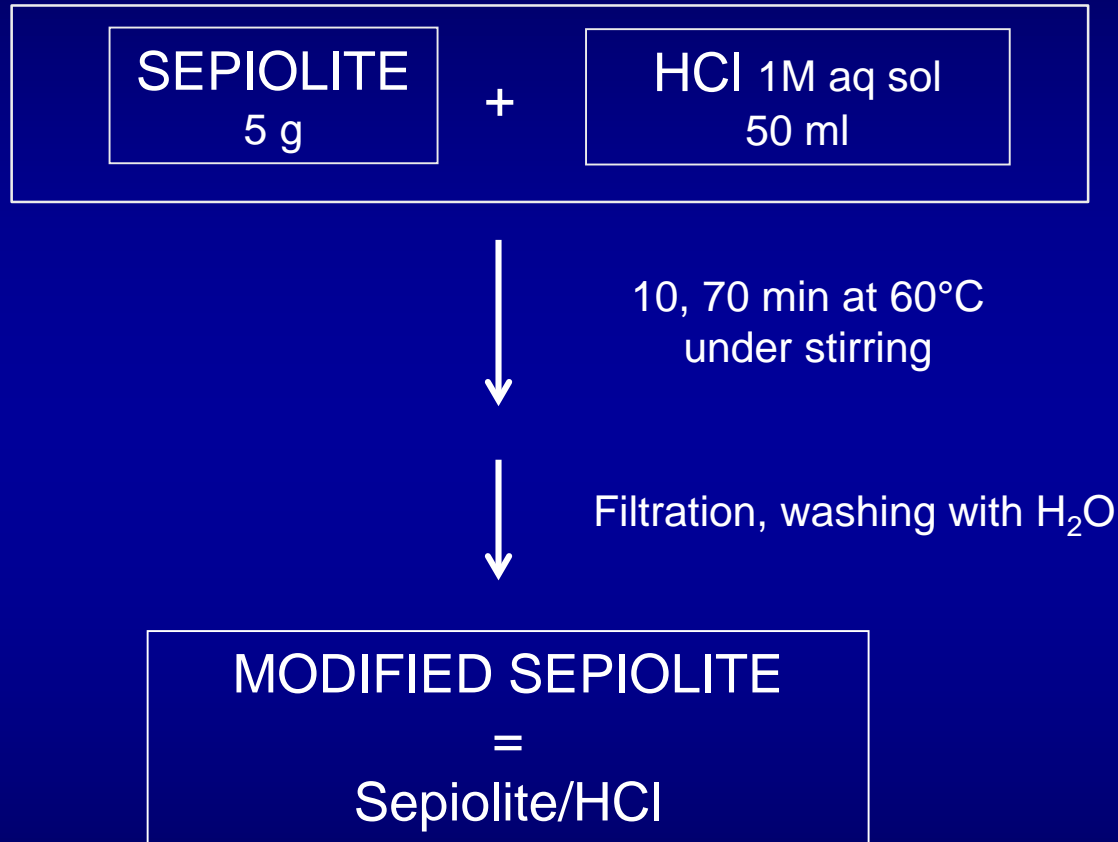 SEPIOLITE
5 g
+
HCl 1M aq sol
50 ml
10, 70 min at 60°C
under stirring
Filtration, washing with H₂O
MODIFIED SEPIOLITE
=
Sepiolite/HCl